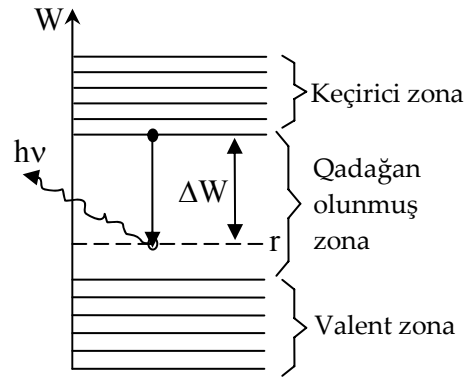 W
Keçirici zona
hν
ΔW
Qadağan
olunmuş
zona
r
Valent zona